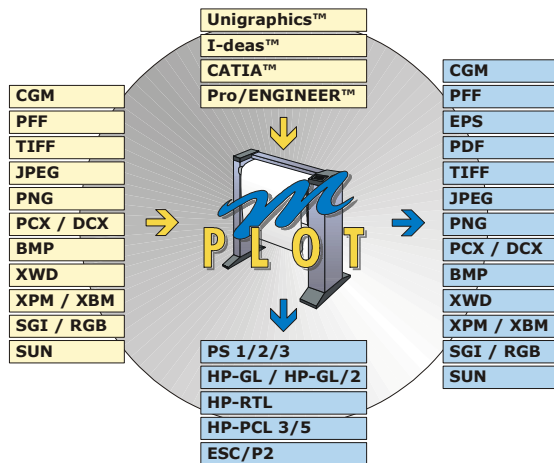 Unigraphics™
I-deas™
CATIA™
Pro/ENGINEER™
CGM
PFF
TIFF
JPEG
PNG
PCX / DCX
BMP
XWD
XPM / XBM
SGI / RGB
SUN
m
PLOT
CGM
PFF
EPS
PDF
TIFF
JPEG
PNG
PCX / DCX
BMP
XWD
XPM / XBM
SGI / RGB
SUN
PS 1/2/3
HP-GL / HP-GL/2
HP-RTL
HP-PCL 3/5
ESC/P2